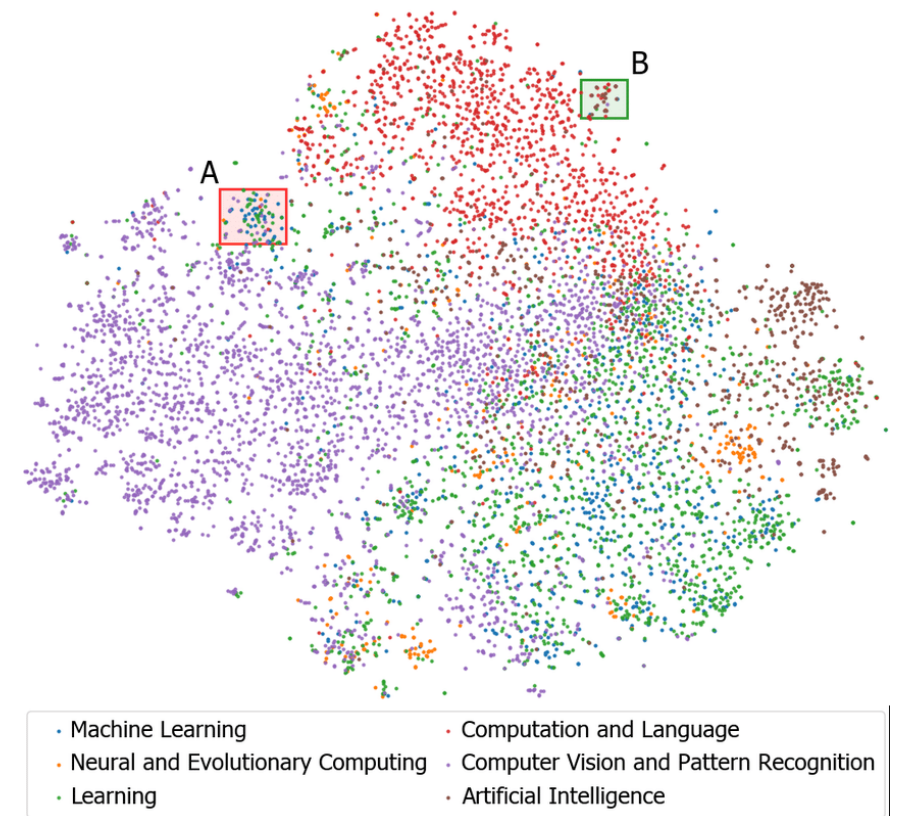 B
A
Machine Learning
Computation and Language
Neural and Evolutionary Computing
Computer Vision and Pattern Recognition
Learning
Artificial Intelligence